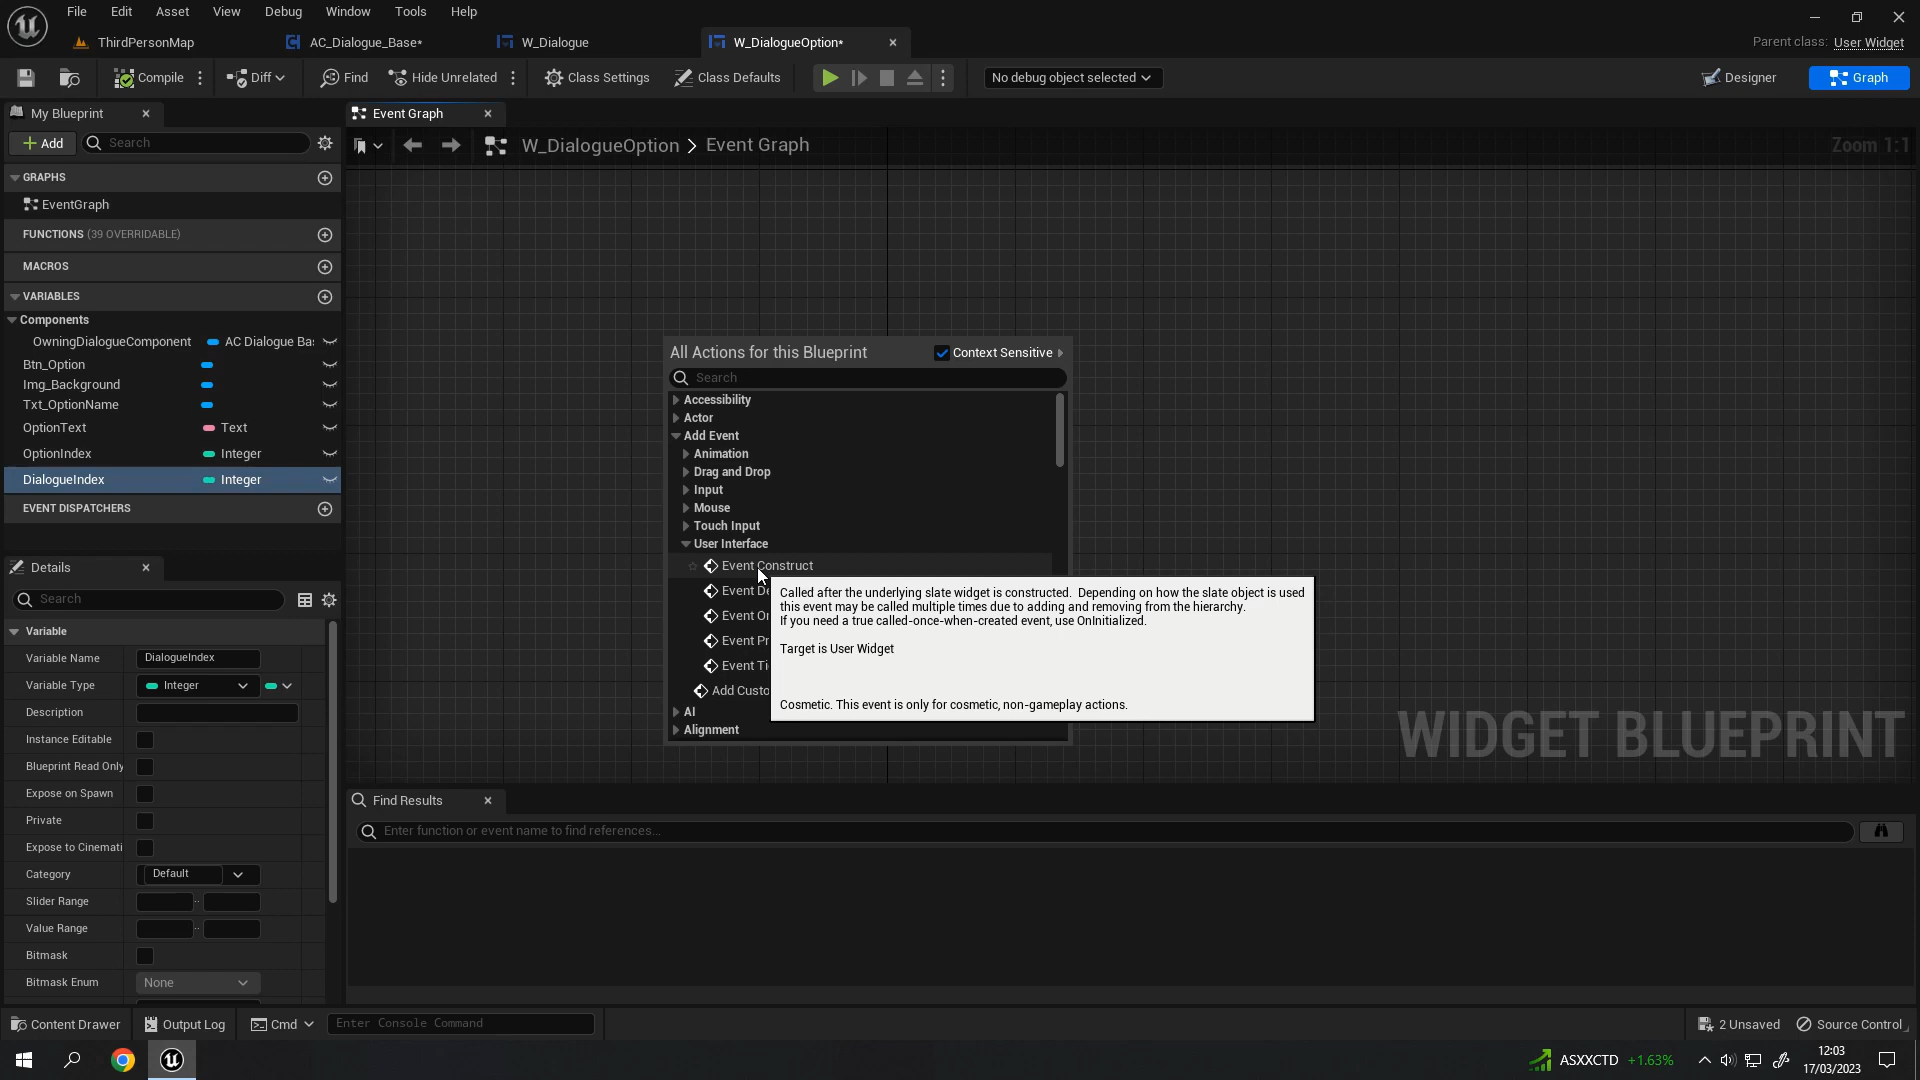 File Edit Asset View Debug Window Tools Help
ThirdPersonMap AC_Dialogue_Base* W_Dialogue W_DialogueOption*
Parent class: User Widget
Compile Diff Find Hide Unrelated Class Settings Class Defaults No debug object selected Designer Graph
My Blueprint Event Graph
Add Search
W_DialogueOption > Event Graph
Zoom 1:1
GRAPHS
EventGraph
FUNCTIONS (39 OVERRIDABLE)
MACROS
VARIABLES
Components
OwningDialogueComponent AC Dialogue Ba
Btn_Option
Img_Background
Txt_OptionName
OptionText Text
OptionIndex Integer
DialogueIndex Integer
EVENT DISPATCHERS
All Actions for this Blueprint Context Sensitive
Search
Accessibility
Actor
Add Event
Animation
Drag and Drop
Input
Mouse
Touch Input
User Interface
Event Construct
Event De
Event On
Event Pr
Event Ti
Add Custo
AI
Alignment
Called after the underlying slate widget is constructed. Depending on how the slate object is used
this event may be called multiple times due to adding and removing from the hierarchy.
If you need a true called-once-when-created event, use OnInitialized.
Target is User Widget
Cosmetic. This event is only for cosmetic, non-gameplay actions.
WIDGET BLUEPRINT
Details
Search
Variable
Variable Name DialogueIndex
Variable Type Integer
Description
Instance Editable
Blueprint Read Only
Expose on Spawn
Private
Expose to Cinemati
Category Default
Slider Range
Value Range
Bitmask
Bitmask Enum None
Find Results
Enter function or event name to find references...
Content Drawer Output Log Cmd Enter Console Command 2 Unsaved Source Control
ASXXCTD +1.63%
12:03
17/03/2023